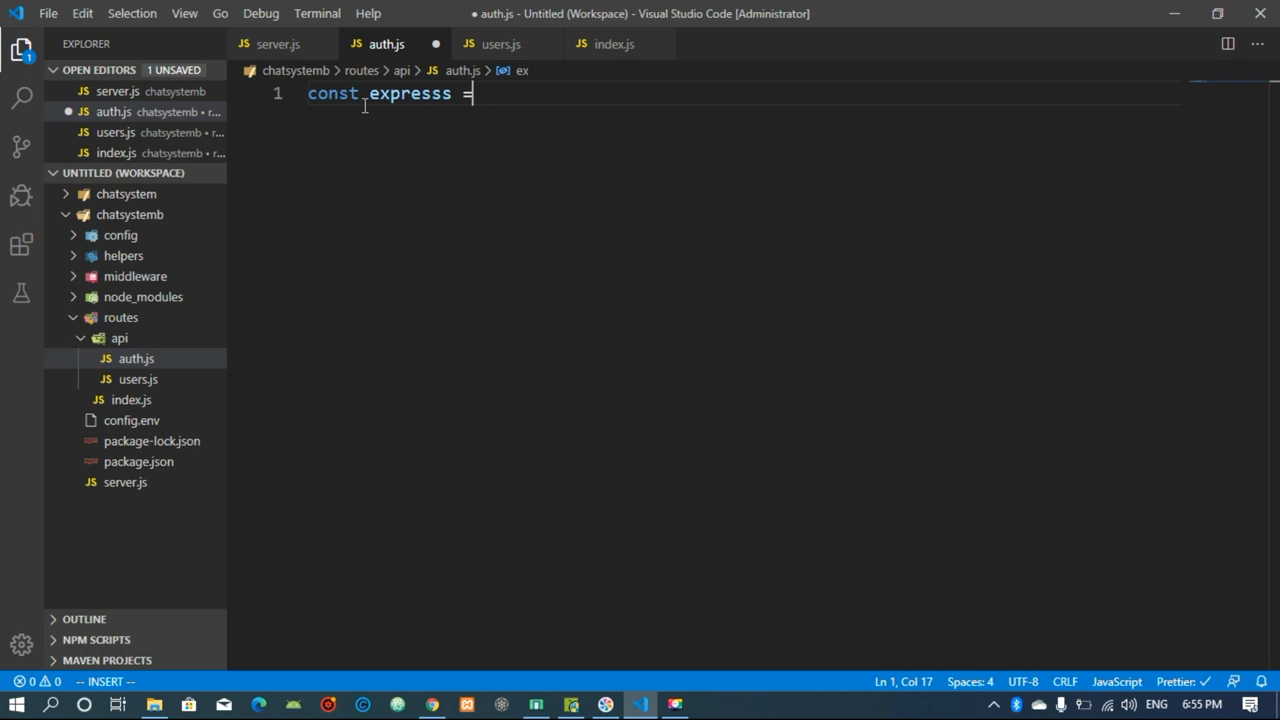 File Edit Selection View Go Debug Terminal Help
● auth.js - Untitled (Workspace) - Visual Studio Code [Administrator]
EXPLORER
JS server.js
JS auth.js ●
JS users.js
JS index.js
OPEN EDITORS 1 UNSAVED
JS server.js chatsystemb
● JS auth.js chatsystemb • r...
JS users.js chatsystemb • r...
JS index.js chatsystemb • r...
UNTITLED (WORKSPACE)
chatsystem
chatsystemb
config
helpers
middleware
node_modules
routes
api
JS auth.js
JS users.js
JS index.js
config.env
package-lock.json
package.json
JS server.js
OUTLINE
NPM SCRIPTS
MAVEN PROJECTS
chatsystemb > routes > api > JS auth.js > ex
1 const expresss =
1
0 0 -- INSERT --
Ln 1, Col 17 Spaces: 4 UTF-8 CRLF JavaScript Prettier: ✓
ENG 6:55 PM